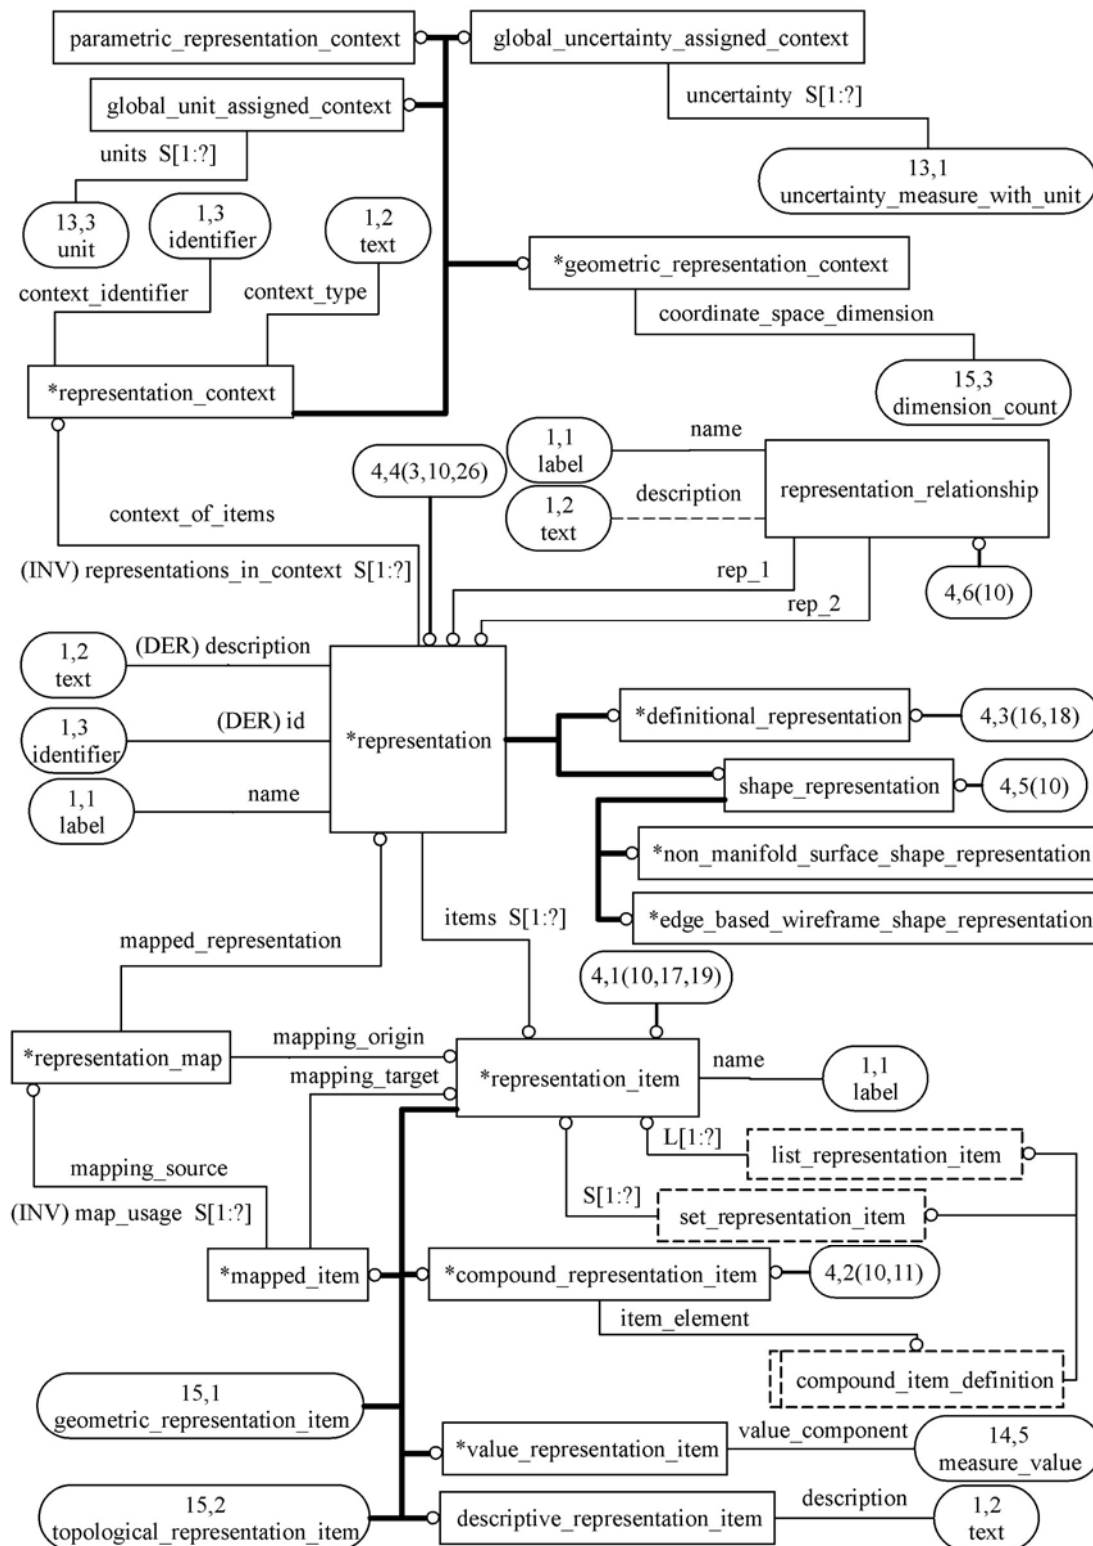 parametric_representation_context
global_uncertainty_assigned_context
global_unit_assigned_context
uncertainty S[1:?]
units S[1:?]
13,1
uncertainty_measure_with_unit
13,3
unit
1,3
identifier
1,2
text
*geometric_representation_context
context_identifier
context_type
coordinate_space_dimension
*representation_context
15,3
dimension_count
4,4(3,10,26)
1,1
label
name
1,2
text
description
representation_relationship
context_of_items
(INV) representations_in_context S[1:?]
rep_1
rep_2
4,6(10)
1,2
text
(DER) description
1,3
identifier
(DER) id
1,1
label
name
*representation
*definitional_representation
4,3(16,18)
shape_representation
4,5(10)
*non_manifold_surface_shape_representation
*edge_based_wireframe_shape_representation
mapped_representation
items S[1:?]
4,1(10,17,19)
*representation_map
mapping_origin
mapping_target
*representation_item
name
1,1
label
L[1:?]
list_representation_item
mapping_source
(INV) map_usage S[1:?]
S[1:?]
set_representation_item
*mapped_item
*compound_representation_item
4,2(10,11)
item_element
compound_item_definition
15,1
geometric_representation_item
*value_representation_item
value_component
14,5
measure_value
15,2
topological_representation_item
descriptive_representation_item
description
1,2
text